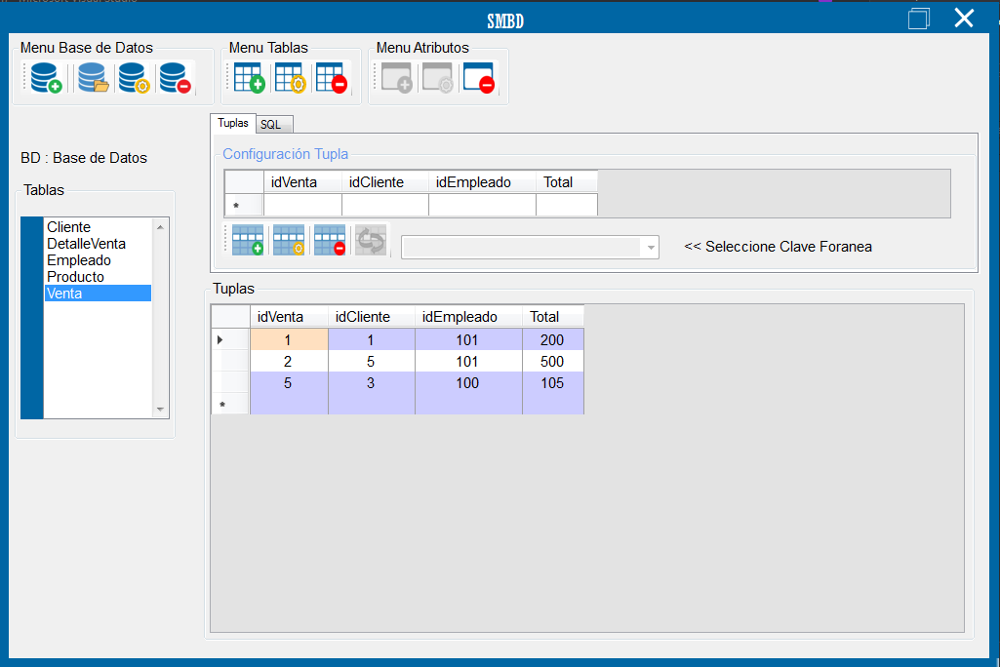 SMBD
Menu Base de Datos
Menu Tablas
Menu Atributos
Tuplas
SQL
BD : Base de Datos
Configuración Tupla
idVenta idCliente idEmpleado Total
*
<< Seleccione Clave Foranea
Tablas
Cliente
DetalleVenta
Empleado
Producto
Venta
Tuplas
idVenta idCliente idEmpleado Total
1 1 101 200
2 5 101 500
5 3 100 105
*